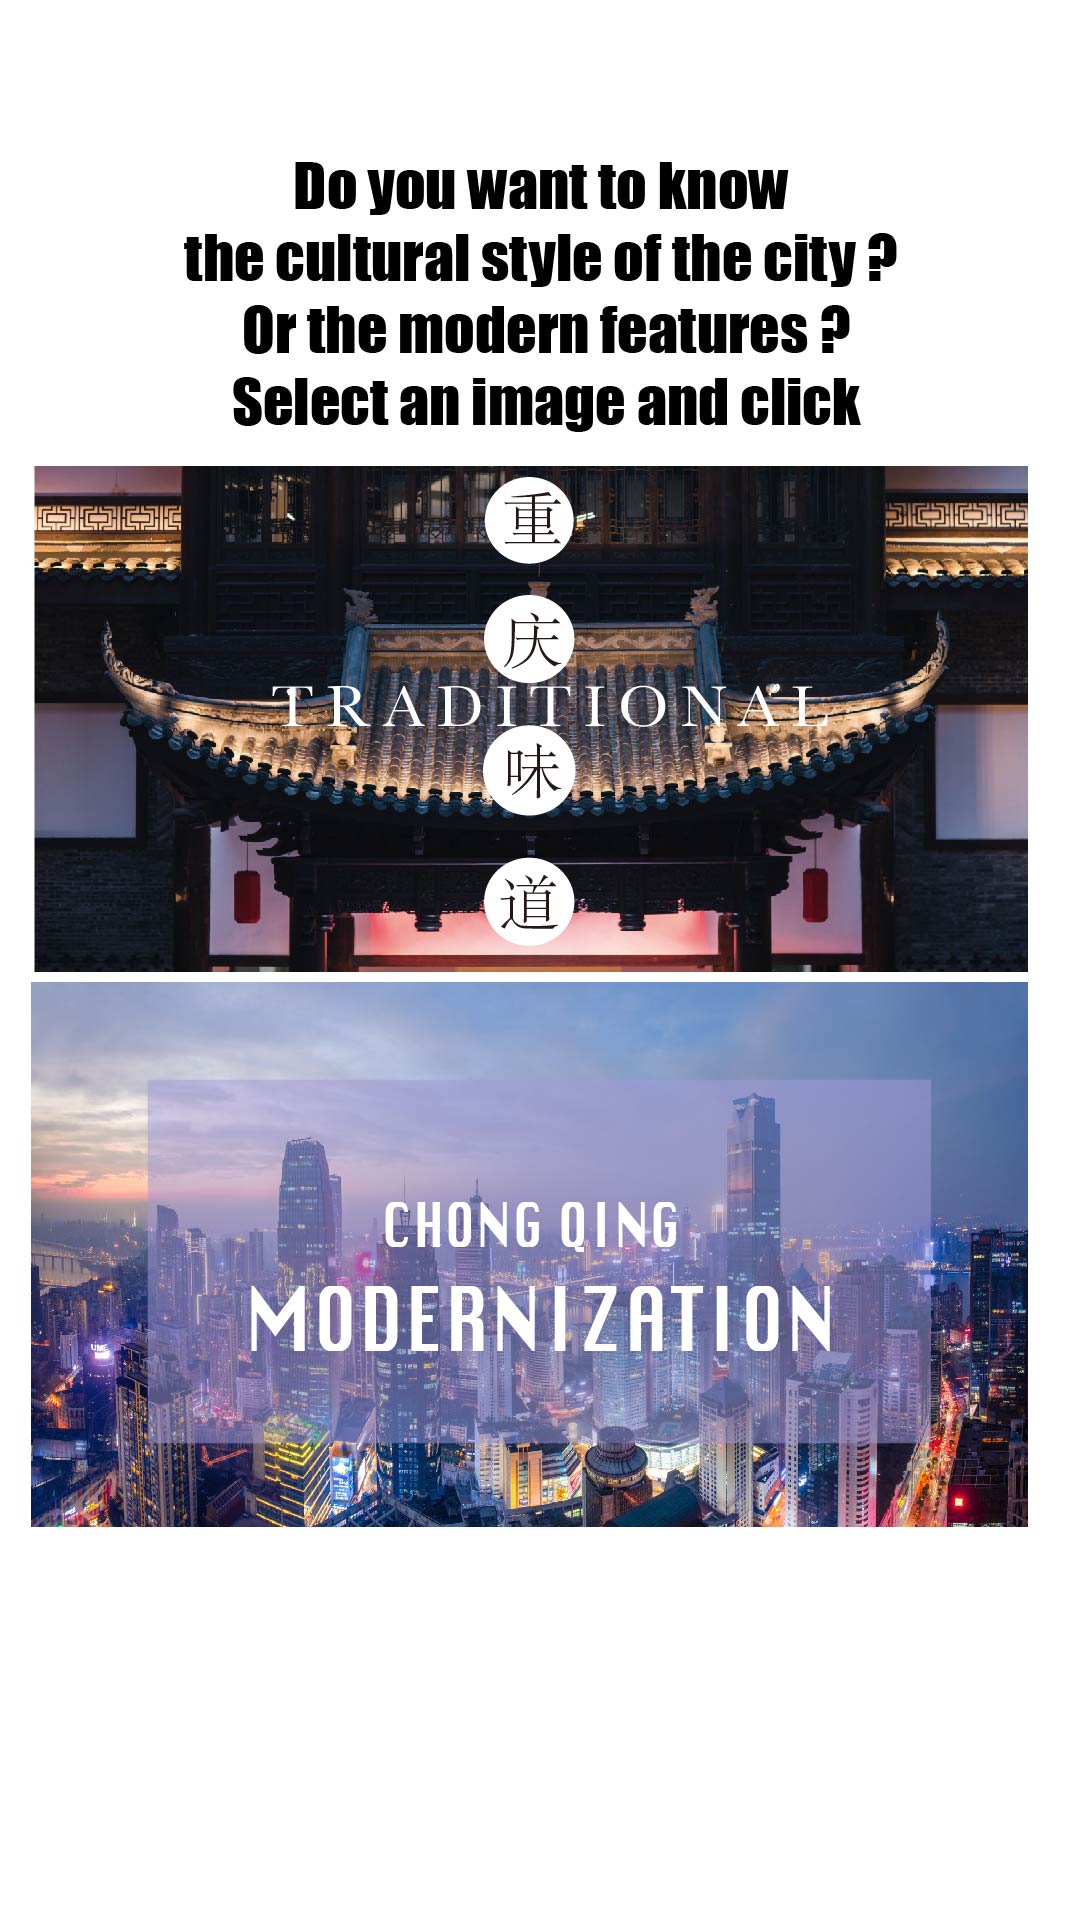 Do you want to know
the cultural style of the city ?
Or the modern features ?
Select an image and click
重
庆
TRADITIONAL
味
道
CHONG QING
MODERNIZATION
UME